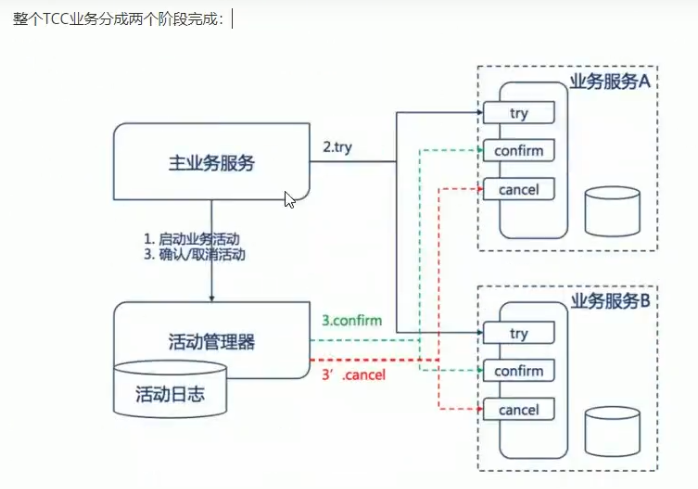 整个TCC业务分成两个阶段完成：
业务服务A
try
confirm
cancel
主业务服务
2.try
1. 启动业务活动
3. 确认/取消活动
活动管理器
活动日志
3.confirm
3’.cancel
业务服务B
try
confirm
cancel